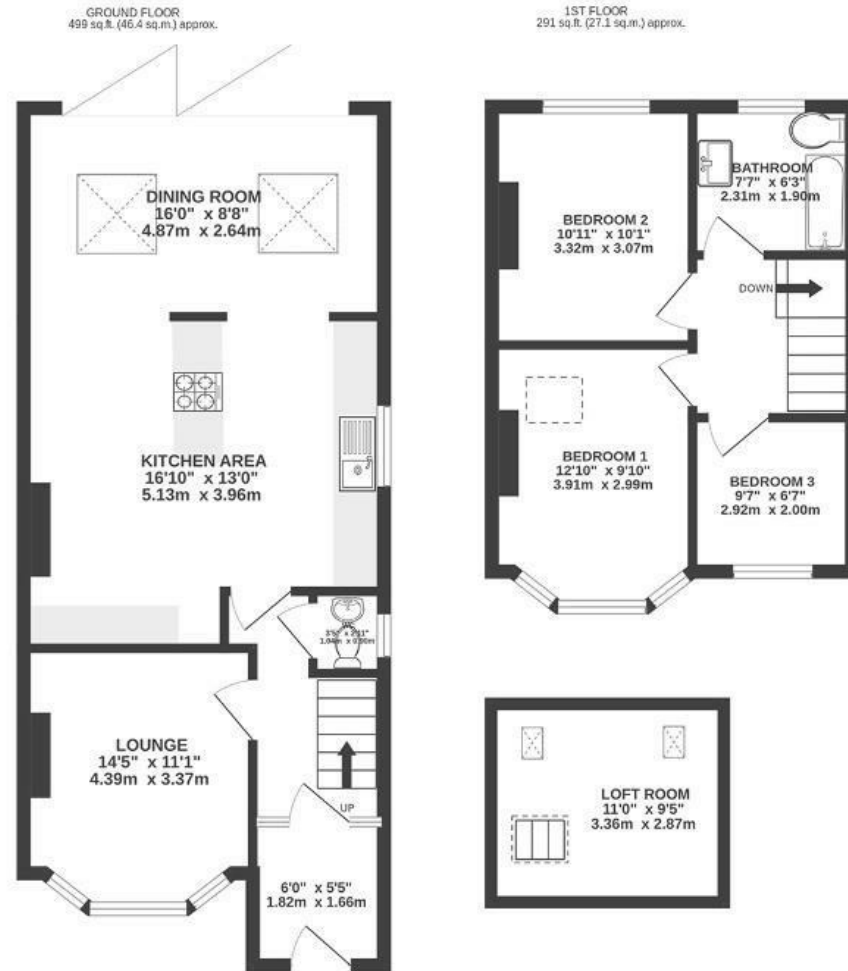 GROUND FLOOR
499 sq.ft. (46.4 sq.m.) approx.
DINING ROOM
16'0" x 8'8"
4.87m x 2.64m
KITCHEN AREA
16'10" x 13'0"
5.13m x 3.96m
LOUNGE
14'5" x 11'1"
4.39m x 3.37m
UP
6'0" x 5'5"
1.82m x 1.66m
1ST FLOOR
291 sq.ft. (27.1 sq.m.) approx.
BEDROOM 2
10'11" x 10'1"
3.32m x 3.07m
BATHROOM
7'7" x 6'3"
2.31m x 1.90m
DOWN
BEDROOM 1
12'10" x 9'10"
3.91m x 2.99m
BEDROOM 3
9'7" x 6'7"
2.92m x 2.00m
LOFT ROOM
11'0" x 9'5"
3.36m x 2.87m